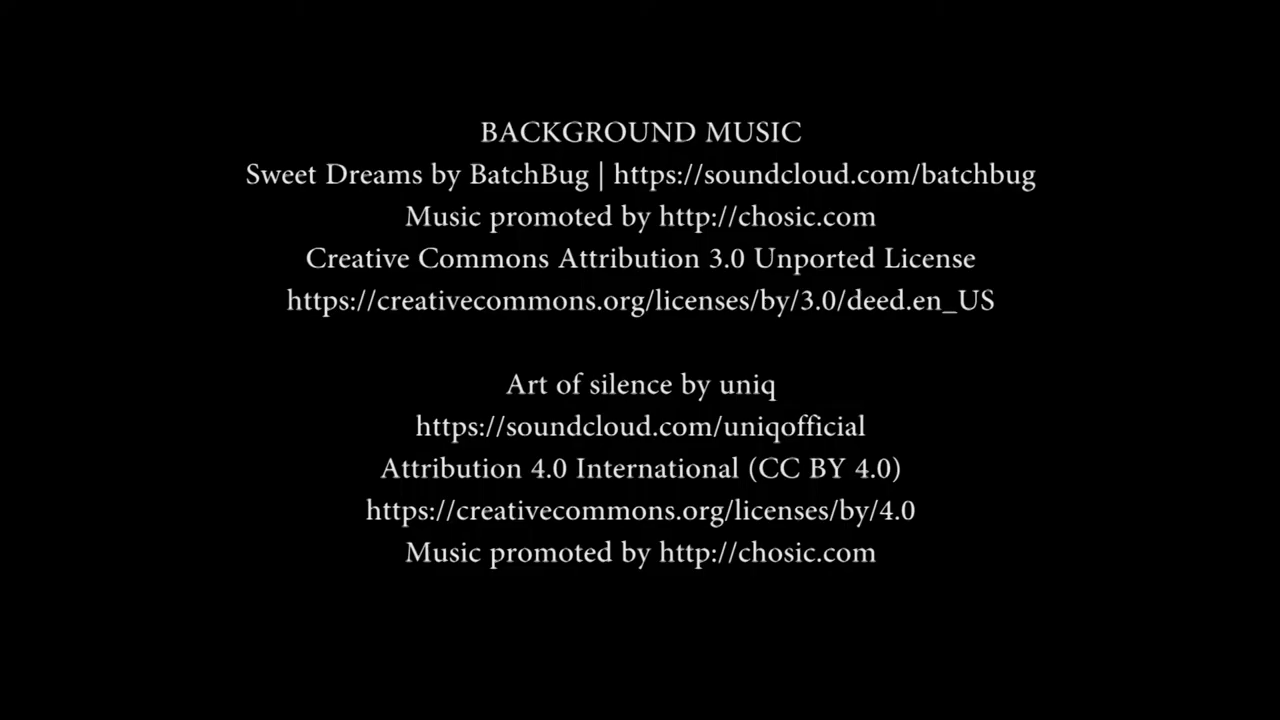 BACKGROUND MUSIC
Sweet Dreams by BatchBug | https://soundcloud.com/batchbug
Music promoted by http://chosic.com
Creative Commons Attribution 3.0 Unported License
https://creativecommons.org/licenses/by/3.0/deed.en_US
Art of silence by uniq
https://soundcloud.com/uniqofficial
Attribution 4.0 International (CC BY 4.0)
https://creativecommons.org/licenses/by/4.0
Music promoted by http://chosic.com